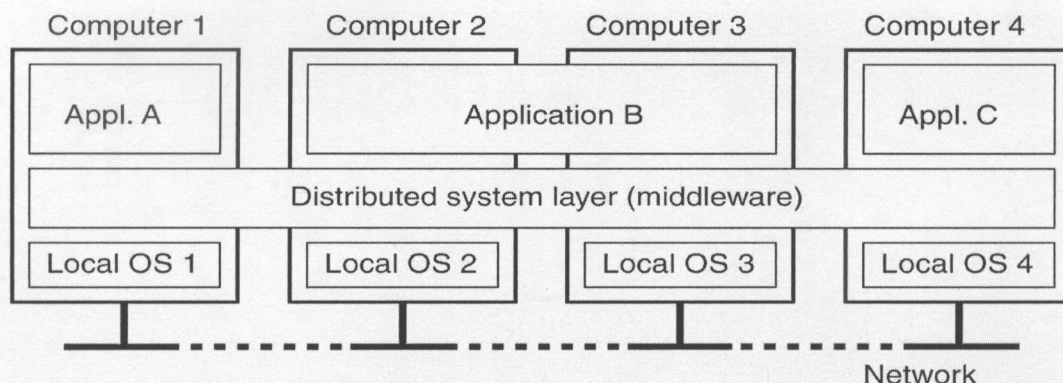 Computer 1
Computer 2
Computer 3
Computer 4
Appl. A
Application B
Appl. C
Distributed system layer (middleware)
Local OS 1
Local OS 2
Local OS 3
Local OS 4
Network